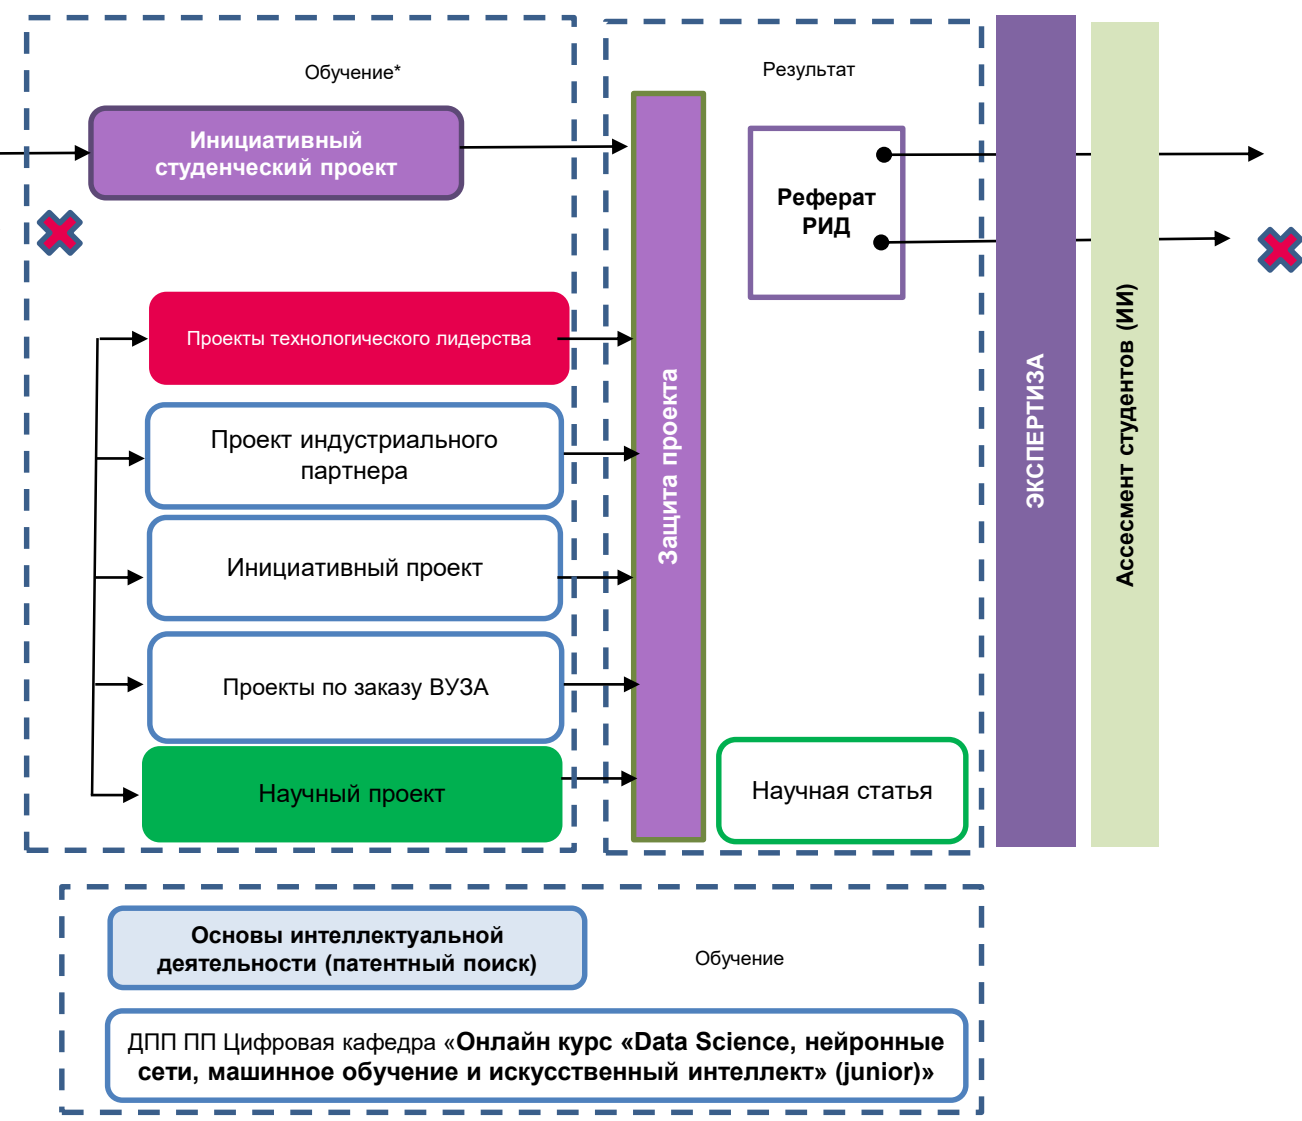 Обучение*
Инициативный
студенческий проект
Проекты технологического лидерства
Проект индустриального
партнера
Инициативный проект
Проекты по заказу ВУЗА
Научный проект
Защита проекта
Результат
Реферат
РИД
Научная статья
ЭКСПЕРТИЗА
Ассесмент студентов (ИИ)
Основы интеллектуальной
деятельности (патентный поиск)
Обучение
ДПП ПП Цифровая кафедра «Онлайн курс «Data Science, нейронные
сети, машинное обучение и искусственный интеллект» (junior)»